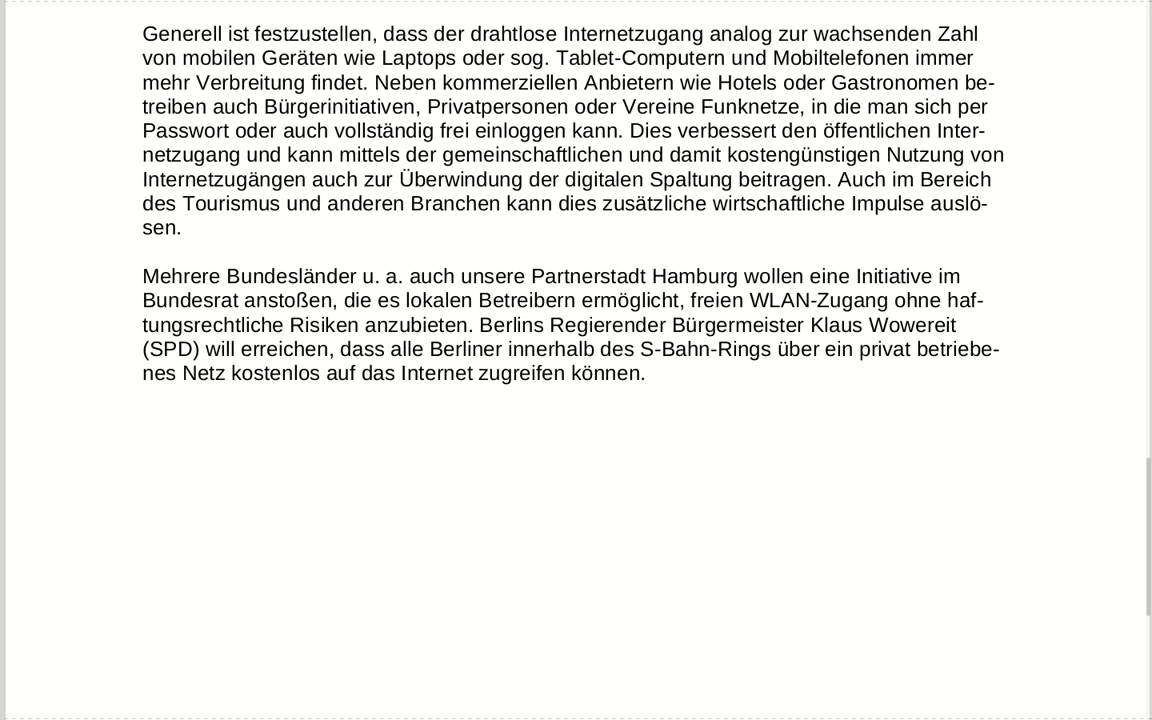 Generell ist festzustellen, dass der drahtlose Internetzugang analog zur wachsenden Zahl
von mobilen Geräten wie Laptops oder sog. Tablet-Computern und Mobiltelefonen immer
mehr Verbreitung findet. Neben kommerziellen Anbietern wie Hotels oder Gastronomen be-
treiben auch Bürgerinitiativen, Privatpersonen oder Vereine Funknetze, in die man sich per
Passwort oder auch vollständig frei einloggen kann. Dies verbessert den öffentlichen Inter-
netzugang und kann mittels der gemeinschaftlichen und damit kostengünstigen Nutzung von
Internetzugängen auch zur Überwindung der digitalen Spaltung beitragen. Auch im Bereich
des Tourismus und anderen Branchen kann dies zusätzliche wirtschaftliche Impulse auslö-
sen.
Mehrere Bundesländer u. a. auch unsere Partnerstadt Hamburg wollen eine Initiative im
Bundesrat anstoßen, die es lokalen Betreibern ermöglicht, freien WLAN-Zugang ohne haf-
tungsrechtliche Risiken anzubieten. Berlins Regierender Bürgermeister Klaus Wowereit
(SPD) will erreichen, dass alle Berliner innerhalb des S-Bahn-Rings über ein privat betriebe-
nes Netz kostenlos auf das Internet zugreifen können.